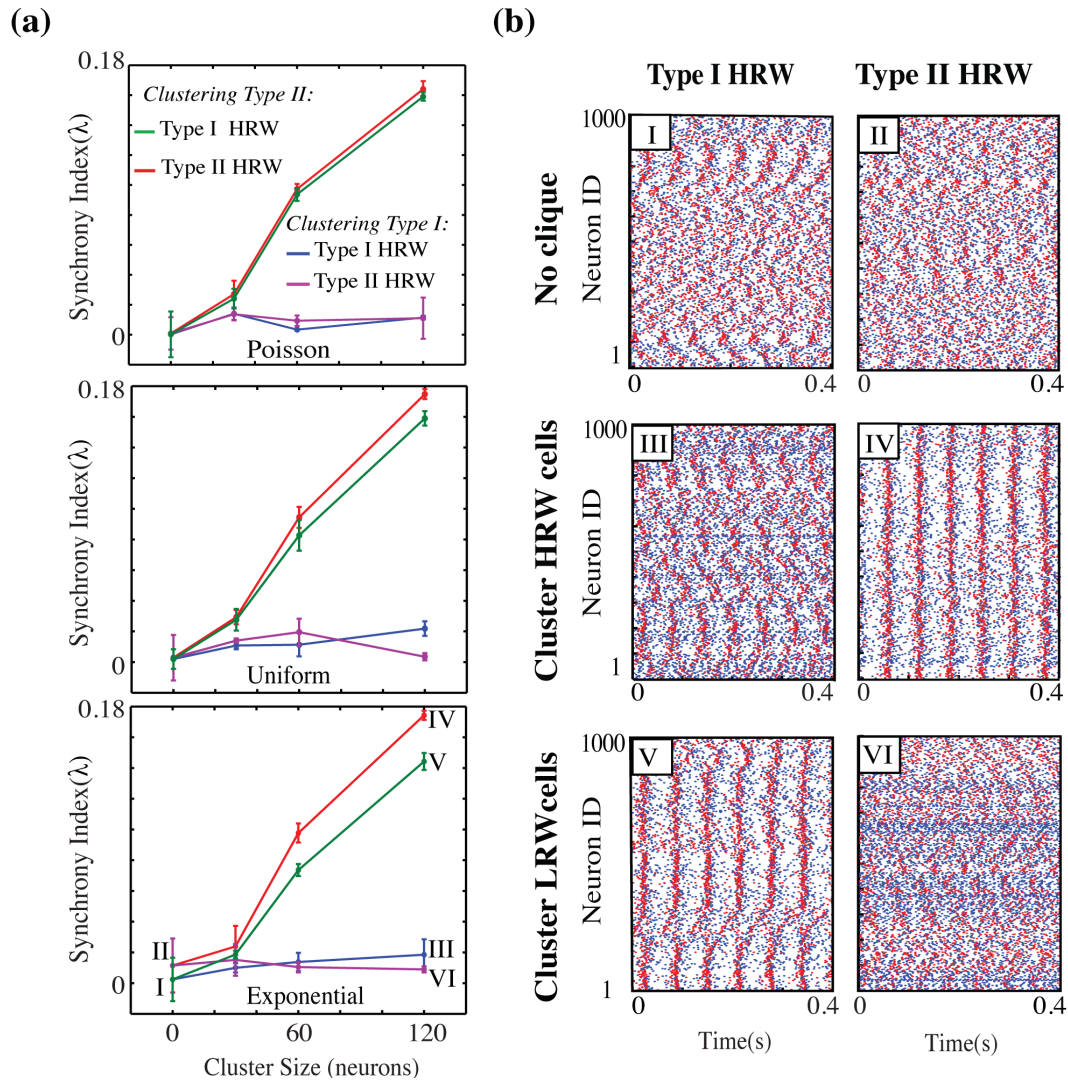 (a)
0.18
Synchrony Index(λ)
0
Clustering Type II:
Type I HRW
Type II HRW
Clustering Type I:
Type I HRW
Type II HRW
Poisson
0.18
Synchrony Index(λ)
0
Uniform
0.18
Synchrony Index(λ)
0
IV
V
II
I
III
VI
Exponential
0
60
120
Cluster Size (neurons)
(b)
Type I HRW
Type II HRW
No clique
Neuron ID
1000
1
I
0
0.4
II
0
0.4
Cluster HRW cells
Neuron ID
1000
1
III
0
0.4
IV
0
0.4
Cluster LRWcells
Neuron ID
1000
1
V
0
0.4
VI
0
0.4
Time(s)
Time(s)